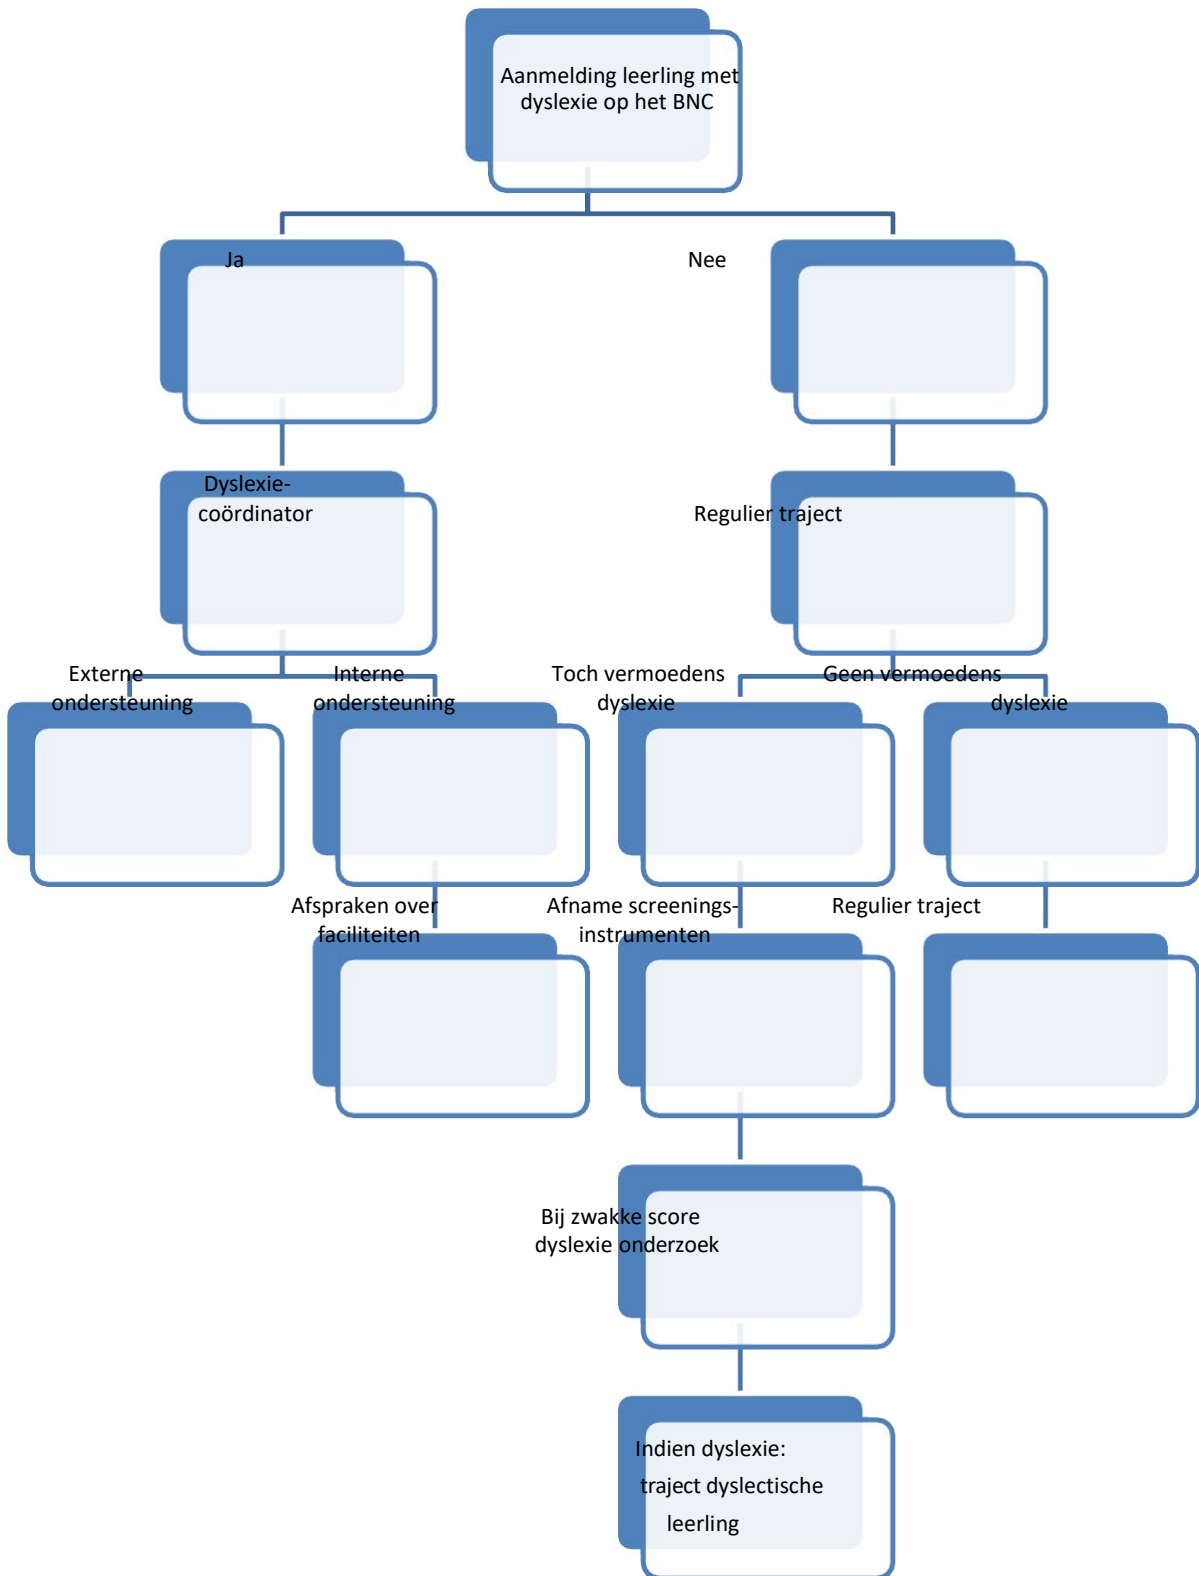 Aanmelding leerling met
dyslexie op het BNC
Ja
Nee
Dyslexie-
coördinator
Regulier traject
Externe
ondersteuning
Interne
ondersteuning
Toch vermoedens
dyslexie
Geen vermoedens
dyslexie
Afspraken over
faciliteiten
Afname screenings-
instrumenten
Regulier traject
Bij zwakke score
dyslexie onderzoek
Indien dyslexie:
traject dyslectische
leerling